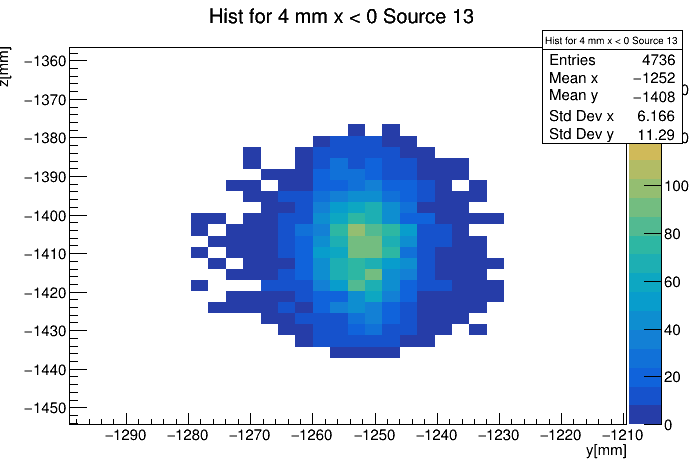 Hist for 4 mm x < 0 Source 13
z[mm]
Hist for 4 mm x < 0 Source 13
Entries 4736
Mean x −1252
Mean y −1408
Std Dev x 6.166
Std Dev y 11.29
−1360
−1370
−1380
−1390
−1400
−1410
−1420
−1430
−1440
−1450
0
0
100
80
60
40
20
0
−1290 −1280 −1270 −1260 −1250 −1240 −1230 −1220 −1210
y[mm]